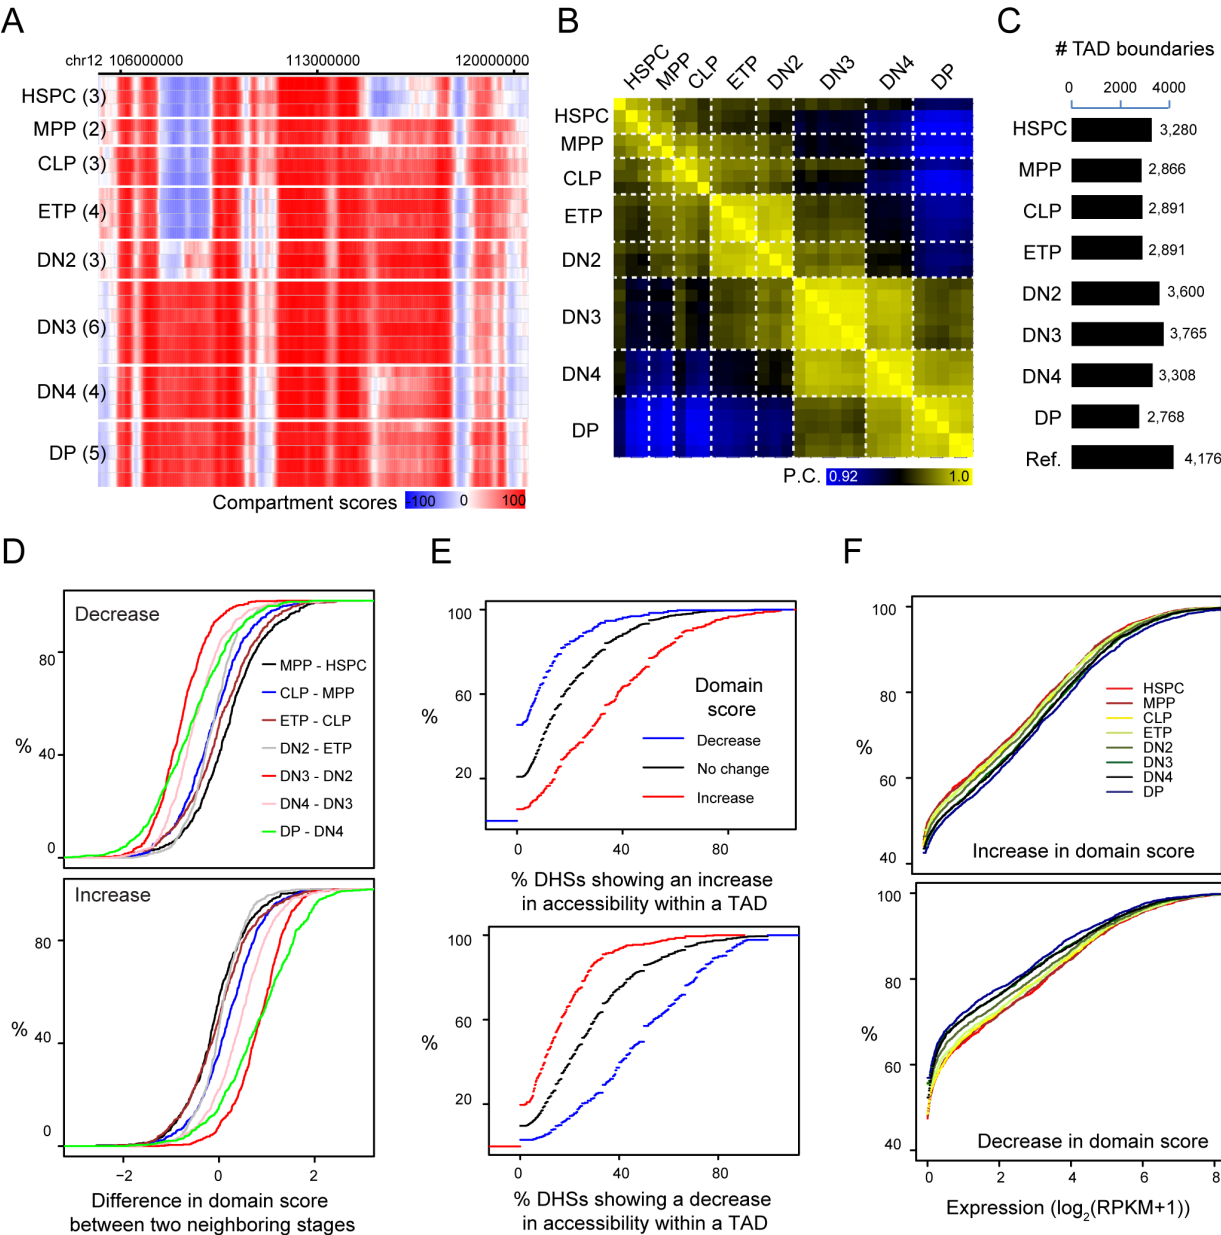 A
chr12 106000000 113000000 120000000
HSPC (3)
MPP (2)
CLP (3)
ETP (4)
DN2 (3)
DN3 (6)
DN4 (4)
DP (5)
Compartment scores -100 0 100
B
HSPC MPP CLP ETP DN2 DN3 DN4 DP
HSPC
MPP
CLP
ETP
DN2
DN3
DN4
DP
P.C. 0.92 1.0
C
# TAD boundaries
0 2000 4000
HSPC 3,280
MPP 2,866
CLP 2,891
ETP 2,891
DN2 3,600
DN3 3,765
DN4 3,308
DP 2,768
Ref. 4,176
D
Decrease
MPP - HSPC
CLP - MPP
ETP - CLP
DN2 - ETP
DN3 - DN2
DN4 - DN3
DP - DN4
%
80
40
0
Increase
%
80
40
0
−2 0 2
Difference in domain score
between two neighboring stages
E
100
60
20
%
Domain
score
Decrease
No change
Increase
0 40 80
% DHSs showing an increase
in accessibility within a TAD
100
60
20
%
0 40 80
% DHSs showing a decrease
in accessibility within a TAD
F
100
80
60
40
%
HSPC
MPP
CLP
ETP
DN2
DN3
DN4
DP
Increase in domain score
100
80
60
40
%
Decrease in domain score
0 2 4 6 8
Expression (log2(RPKM+1))